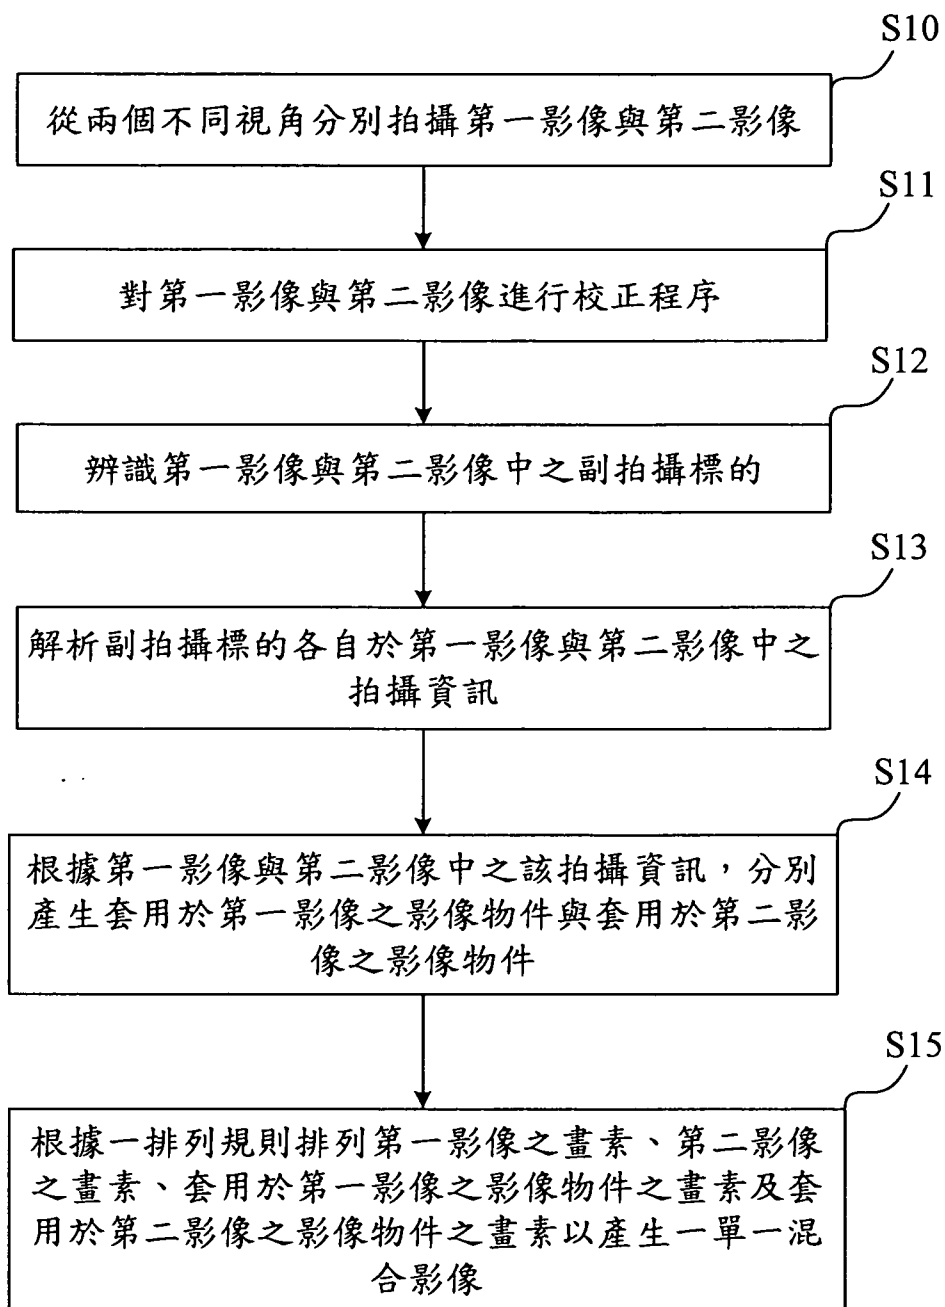 S10
從兩個不同視角分別拍攝第一影像與第二影像
S11
對第一影像與第二影像進行校正程序
S12
辨識第一影像與第二影像中之副拍攝標的
S13
解析副拍攝標的各自於第一影像與第二影像中之
拍攝資訊
S14
根據第一影像與第二影像中之該拍攝資訊，分別
產生套用於第一影像之影像物件與套用於第二影
像之影像物件
S15
根據一排列規則排列第一影像之畫素、第二影像
之畫素、套用於第一影像之影像物件之畫素及套
用於第二影像之影像物件之畫素以產生一單一混
合影像